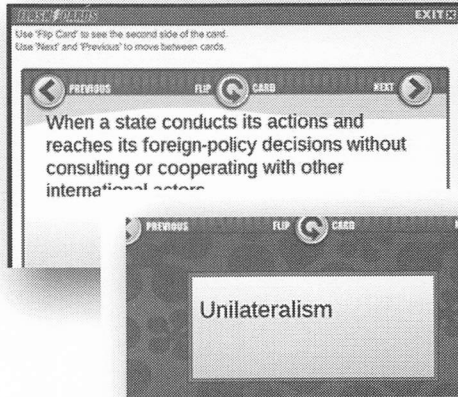 FLASH CARDS
EXIT
Use 'Flip Card' to see the second side of the card.
Use 'Next' and 'Previous' to move between cards.
PREVIOUS
FLIP CARD
NEXT
When a state conducts its actions and
reaches its foreign-policy decisions without
consulting or cooperating with other
international actors
PREVIOUS
FLIP CARD
Unilateralism